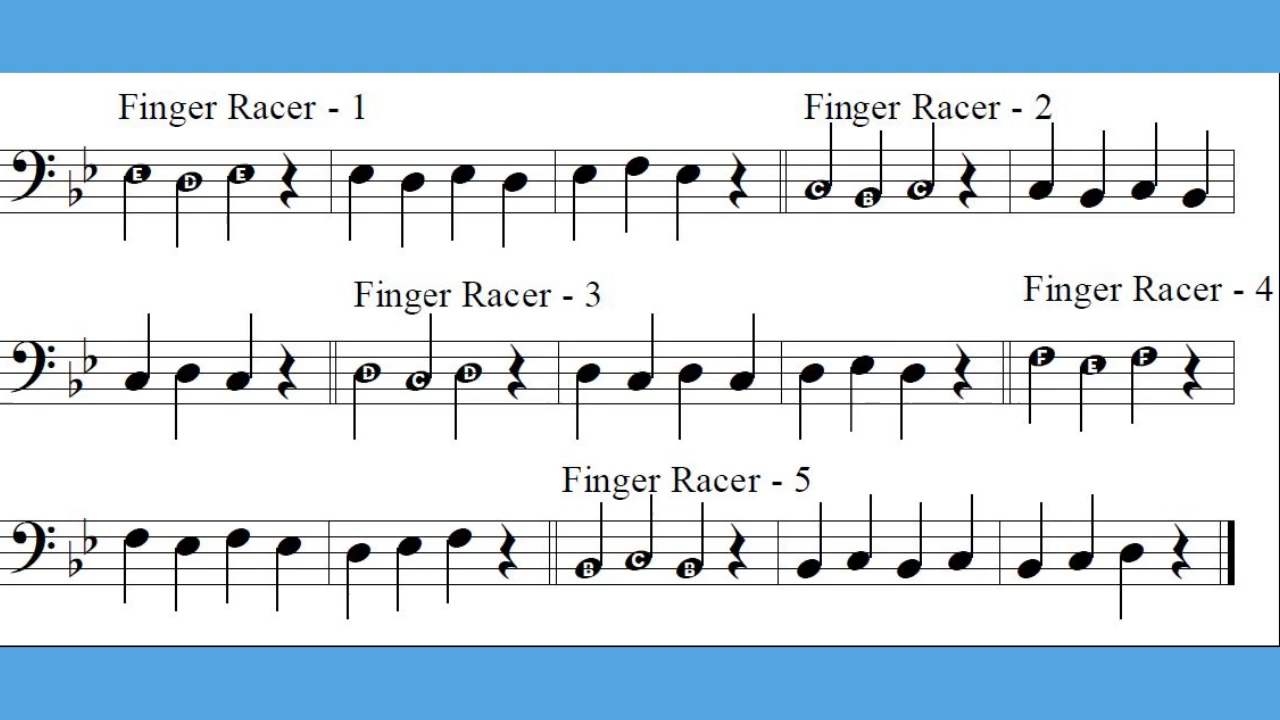 Finger Racer - 1
Finger Racer - 2
E D E
C B C
Finger Racer - 3
Finger Racer - 4
D C D
F E F
Finger Racer - 5
B C B